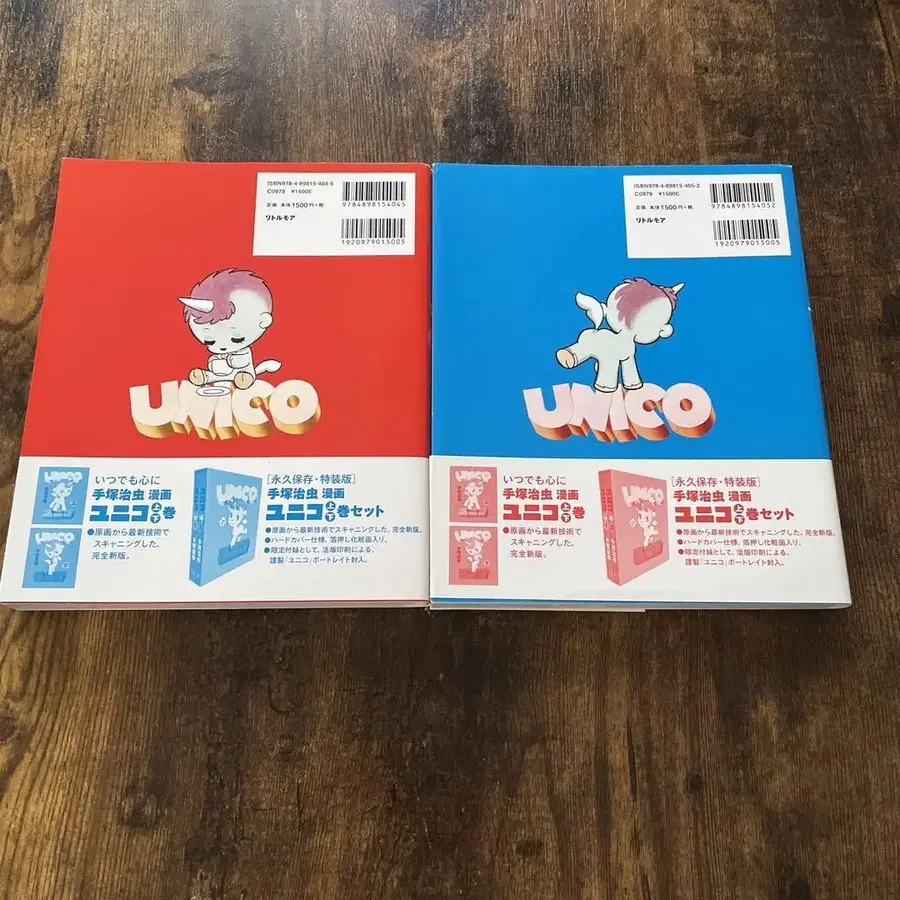 ISBN978-4-89815-404-5
C0979 ¥1500E
定価 本体1500円+税
リトルモア
9784898154045
1920979015005
UNICO
いつでも心に
手塚治虫 漫画
ユニコ上下巻
●原画から最新技術で
スキャニングした、
完全新版。
UNICO
[永久保存・特装版]
手塚治虫 漫画
ユニコ上下巻セット
●原画から最新技術でスキャニングした、完全新版。
●ハードカバー仕様、箔押し化粧函入り。
●限定付録として、活版印刷による、
謹製「ユニコ」ポートレイト封入。
ISBN978-4-89815-405-2
C0979 ¥1500E
定価 本体1500円+税
リトルモア
9784898154052
1920979015005
UNICO
いつでも心に
手塚治虫 漫画
ユニコ上下巻
●原画から最新技術で
スキャニングした、
完全新版。
UNICO
[永久保存・特装版]
手塚治虫 漫画
ユニコ上下巻セット
●原画から最新技術でスキャニングした、完全新版。
●ハードカバー仕様、箔押し化粧函入り。
●限定付録として、活版印刷による、
謹製「ユニコ」ポートレイト封入。